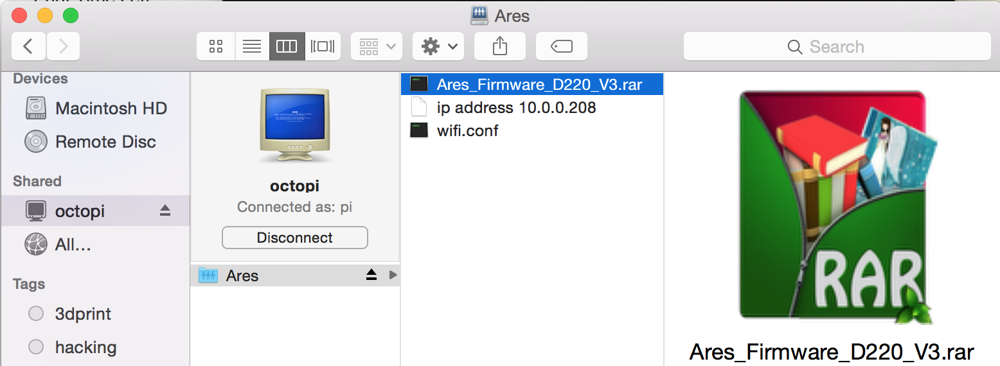 Ares
Search
Devices
Macintosh HD
Remote Disc
Shared
octopi
All...
Tags
3dprint
hacking
octopi
Connected as: pi
Disconnect
Ares
Ares_Firmware_D220_V3.rar
ip address 10.0.0.208
wifi.conf
RAR
Ares_Firmware_D220_V3.rar